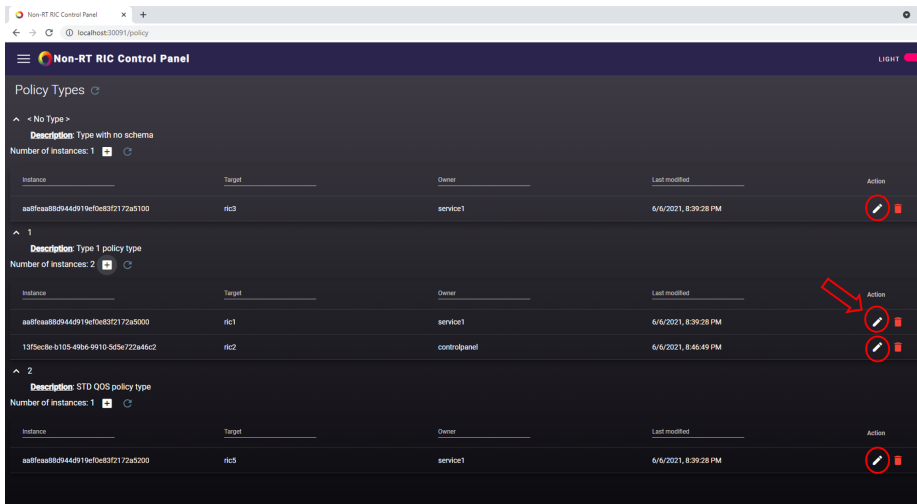 Non-RT RIC Control Panel
localhost:30091/policy
Non-RT RIC Control Panel
LIGHT
Policy Types
< No Type >
Description: Type with no schema
Number of instances: 1
Instance Target Owner Last modified Action
aa8feaa88d944d919ef0e83f2172a5100 ric3 service1 6/6/2021, 8:39:28 PM
1
Description: Type 1 policy type
Number of instances: 2
Instance Target Owner Last modified Action
aa8feaa88d944d919ef0e83f2172a5000 ric1 service1 6/6/2021, 8:39:28 PM
13f5ec8e-b105-49b6-9910-5d5e722a46c2 ric2 controlpanel 6/6/2021, 8:46:49 PM
2
Description: STD QOS policy type
Number of instances: 1
Instance Target Owner Last modified Action
aa8feaa88d944d919ef0e83f2172a5200 ric5 service1 6/6/2021, 8:39:28 PM